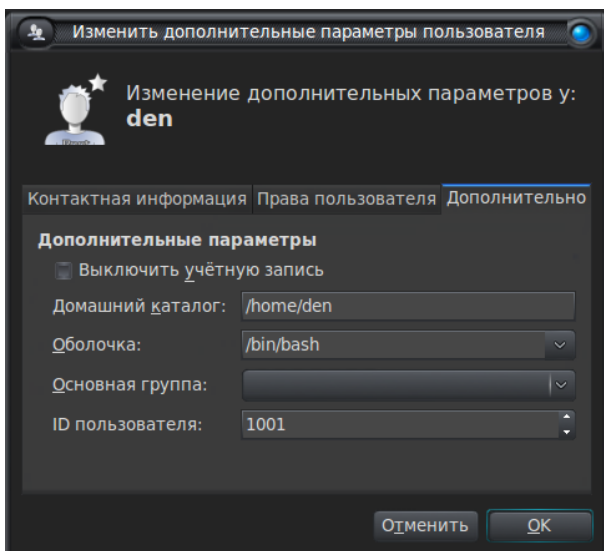 Изменить дополнительные параметры пользователя
Изменение дополнительных параметров у:
den
Контактная информация Права пользователя Дополнительно
Дополнительные параметры
Выключить учётную запись
Домашний каталог: /home/den
Оболочка: /bin/bash
Основная группа:
ID пользователя: 1001
Отменить OK